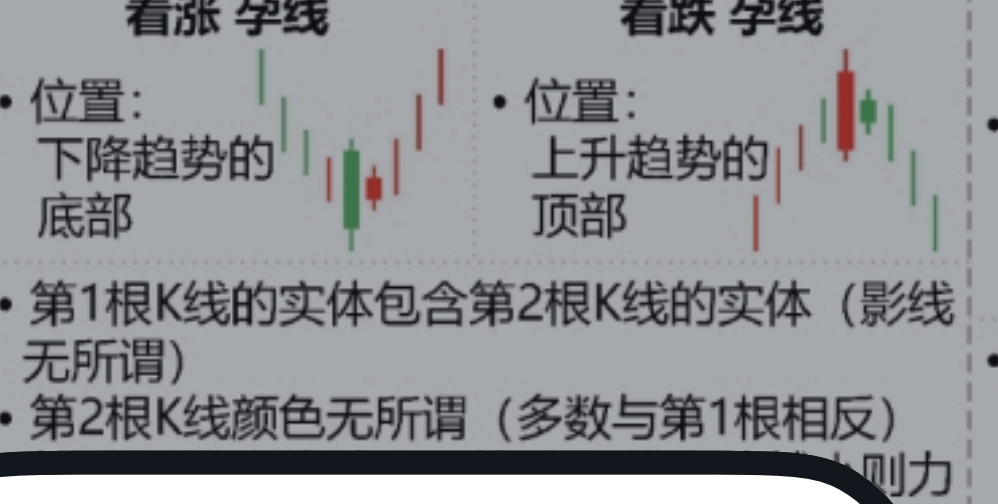 看涨 孕线
• 位置：
下降趋势的
底部
看跌 孕线
• 位置：
上升趋势的
顶部
• 第1根K线的实体包含第2根K线的实体（影线
无所谓）
• 第2根K线颜色无所谓（多数与第1根相反）
则力